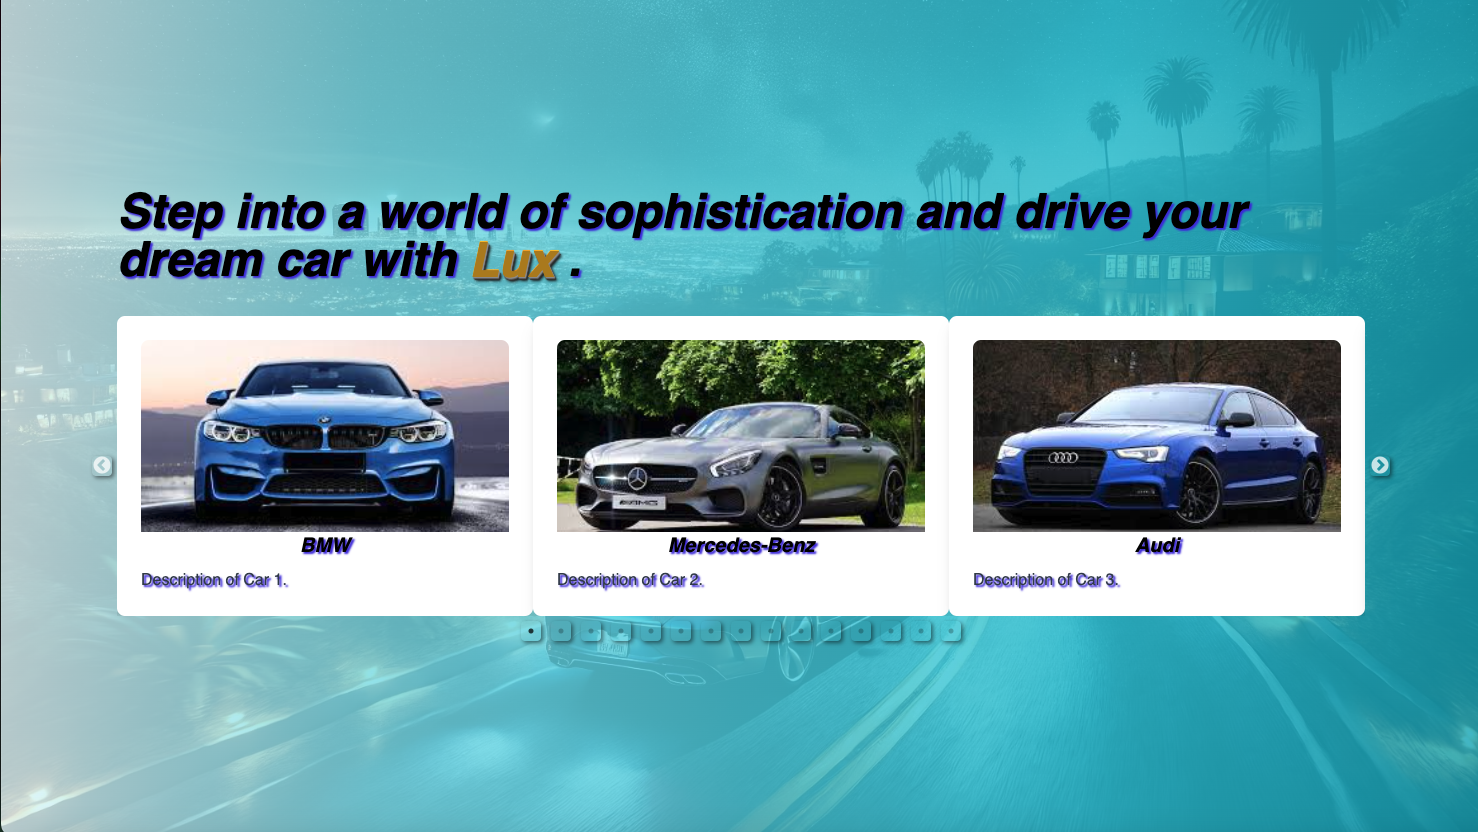 Step into a world of sophistication and drive your
dream car with Lux .
AMG
BMW
Mercedes-Benz
Audi
Description of Car 1.
Description of Car 2.
Description of Car 3.